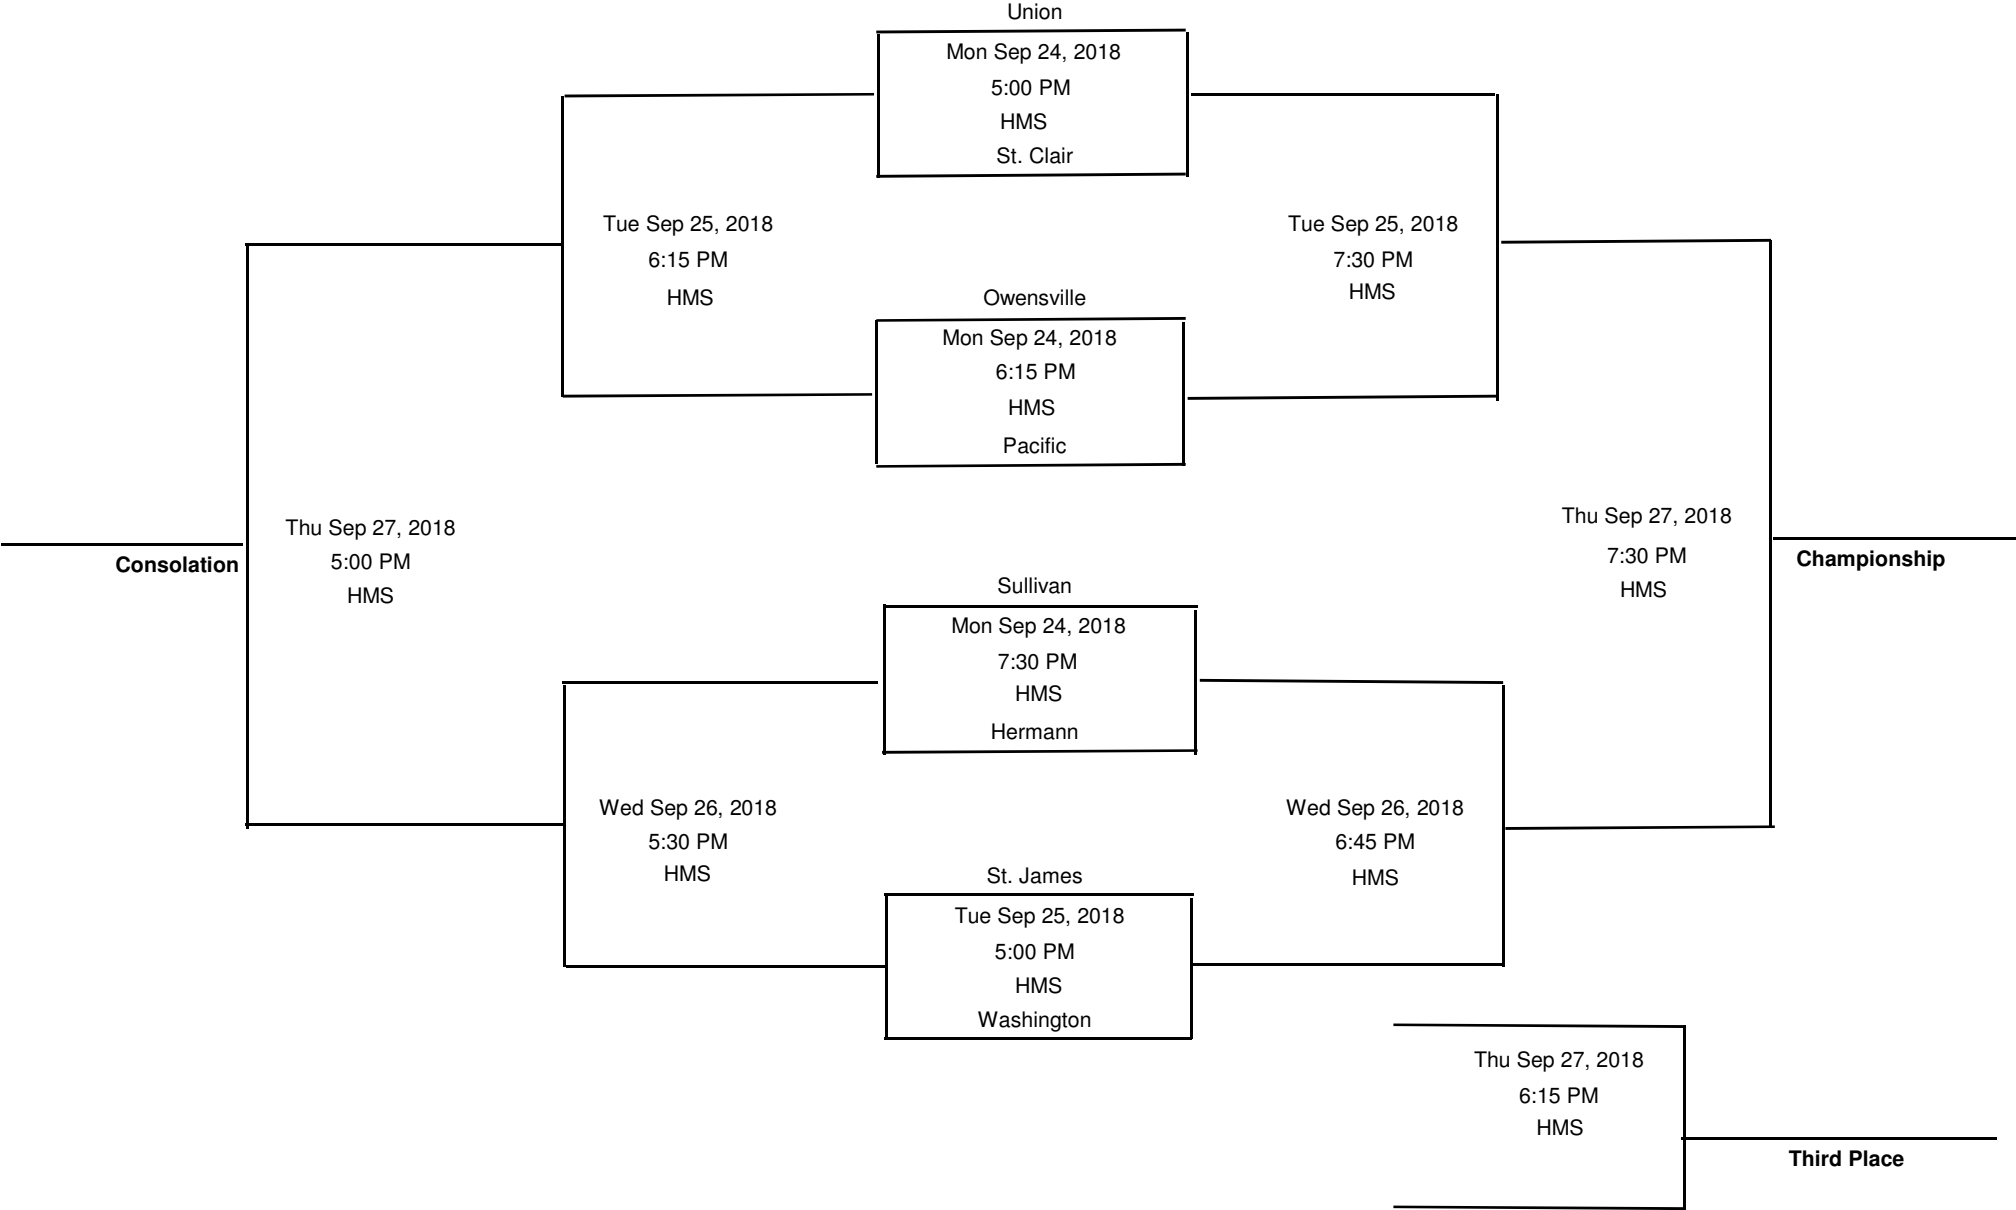 Union
Mon Sep 24, 2018
5:00 PM
HMS
St. Clair
Tue Sep 25, 2018
6:15 PM
HMS
Tue Sep 25, 2018
7:30 PM
HMS
Owensville
Mon Sep 24, 2018
6:15 PM
HMS
Pacific
Thu Sep 27, 2018
5:00 PM
HMS
Consolation
Thu Sep 27, 2018
7:30 PM
HMS
Championship
Sullivan
Mon Sep 24, 2018
7:30 PM
HMS
Hermann
Wed Sep 26, 2018
5:30 PM
HMS
Wed Sep 26, 2018
6:45 PM
HMS
St. James
Tue Sep 25, 2018
5:00 PM
HMS
Washington
Thu Sep 27, 2018
6:15 PM
HMS
Third Place